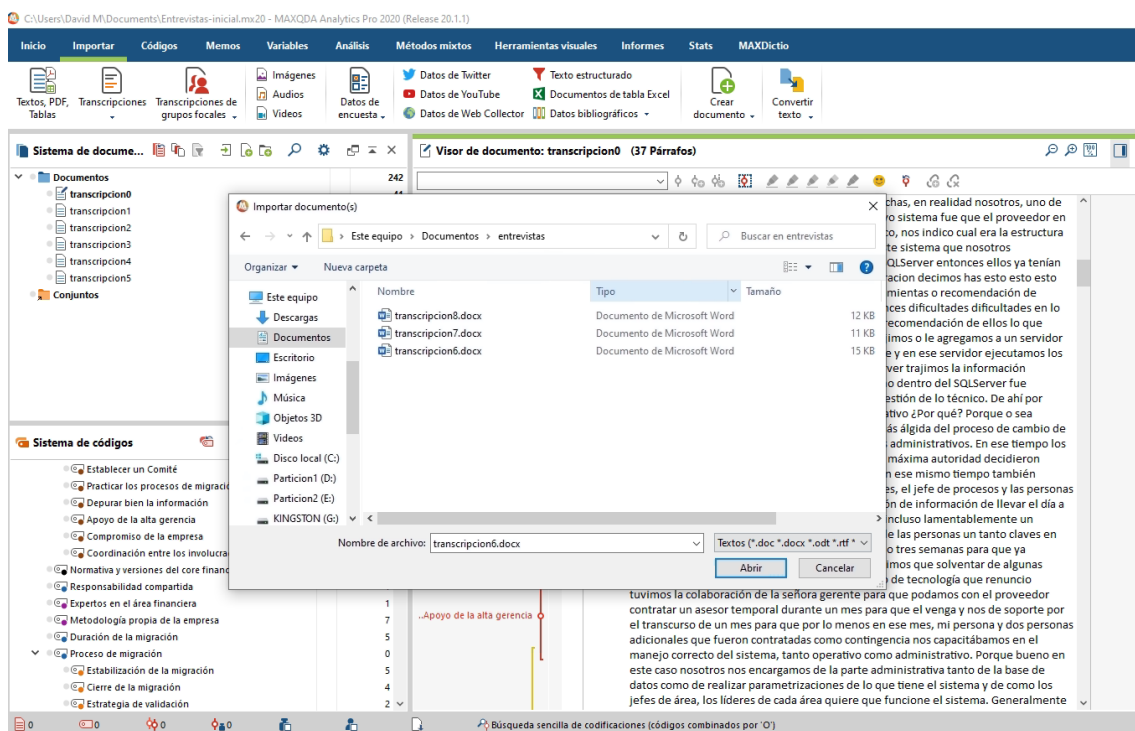 C:\Users\David M\Documents\Entrevistas-inicial.mx20 - MAXQDA Analytics Pro 2020 (Release 20.1.1)
Inicio Importar Códigos Memos Variables Análisis Métodos mixtos Herramientas visuales Informes Stats MAXDictio
Textos, PDF, Tablas
Transcripciones
Transcripciones de grupos focales
Imágenes
Audios
Videos
Datos de encuesta
Datos de Twitter
Datos de YouTube
Datos de Web Collector
Texto estructurado
Documentos de tabla Excel
Datos bibliográficos
Crear documento
Convertir texto
Sistema de docume...
Documentos 242
transcripcion0
transcripcion1
transcripcion2
transcripcion3
transcripcion4
transcripcion5
Conjuntos
Sistema de códigos
Establecer un Comité
Practicar los procesos de migraci
Depurar bien la información
Apoyo de la alta gerencia
Compromiso de la empresa
Coordinación entre los involucra
Normativa y versiones del core financ
Responsabilidad compartida
Expertos en el área financiera 1
Metodología propia de la empresa 7
Duración de la migración 5
Proceso de migración 0
Estabilización de la migración 5
Cierre de la migración 4
Estrategia de validación 2
Importar documento(s)
Este equipo > Documentos > entrevistas
Buscar en entrevistas
Organizar Nueva carpeta
Este equipo
Descargas
Documentos
Escritorio
Imágenes
Música
Objetos 3D
Videos
Disco local (C:)
Particion1 (D:)
Particion2 (E:)
KINGSTON (G:)
Nombre Tipo Tamaño
transcripcion8.docx Documento de Microsoft Word 12 KB
transcripcion7.docx Documento de Microsoft Word 11 KB
transcripcion6.docx Documento de Microsoft Word 15 KB
Nombre de archivo: transcripcion6.docx
Textos (*.doc *.docx *.odt *.rtf *
Abrir Cancelar
Visor de documento: transcripcion0 (37 Párrafos)
chas, en realidad nosotros, uno de
o sistema fue que el proveedor en
co, nos indico cual era la estructura
te sistema que nosotros
QLServer entonces ellos ya tenían
racion decimos has esto esto esto
mientas o recomendación de
ces dificultades dificultades en lo
recomendación de ellos lo que
imos o le agregamos a un servidor
e y en ese servidor ejecutamos los
ver trajimos la información
o dentro del SQLServer fue
estión de lo técnico. De ahí por
ativo ¿Por qué? Porque o sea
ás álgida del proceso de cambio de
administrativos. En ese tiempo los
máxima autoridad decidieron
n ese mismo tiempo también
es, el jefe de procesos y las personas
ón de información de llevar el día a
incluso lamentablemente un
le las personas un tanto claves en
o tres semanas para que ya
imos que solventar de algunas
de tecnología que renuncio
tuvimos la colaboración de la señora gerente para que podamos con el proveedor
contratar un asesor temporal durante un mes para que el venga y nos de soporte por
el transcurso de un mes para que por lo menos en ese mes, mi persona y dos personas
adicionales que fueron contratadas como contingencia nos capacitábamos en el
manejo correcto del sistema, tanto operativo como administrativo. Porque bueno en
este caso nosotros nos encargamos de la parte administrativa tanto de la base de
datos como de realizar parametrizaciones de lo que tiene el sistema y de como los
jefes de área, los líderes de cada área quiere que funcione el sistema. Generalmente
..Apoyo de la alta gerencia
0 0 0 0
Búsqueda sencilla de codificaciones (códigos combinados por 'O')